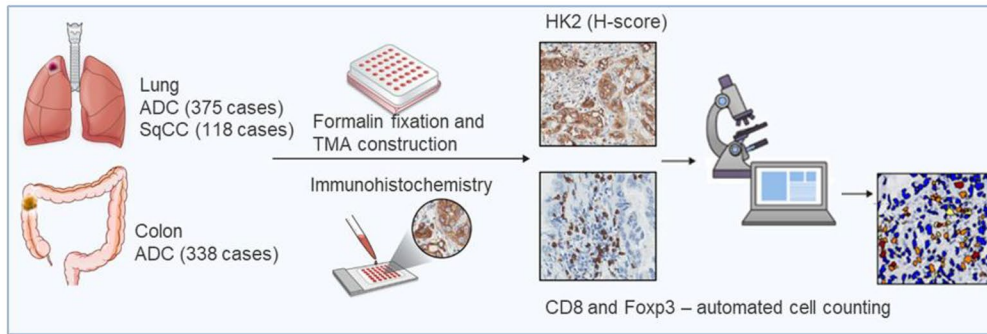 Lung
ADC (375 cases)
SqCC (118 cases)
Colon
ADC (338 cases)
Formalin fixation and
TMA construction
Immunohistochemistry
HK2 (H-score)
CD8 and Foxp3 – automated cell counting